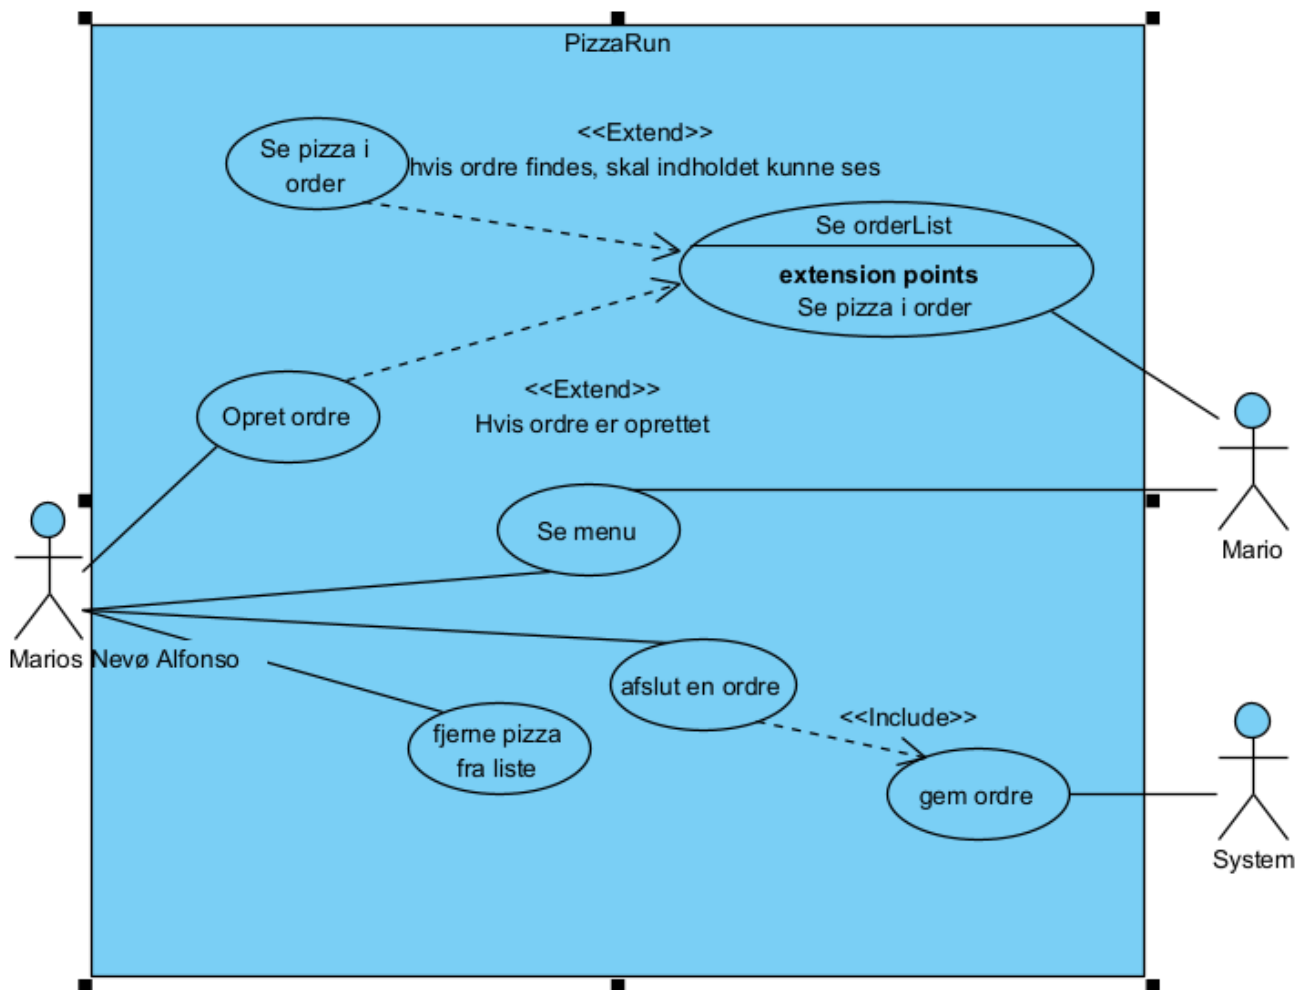 PizzaRun
<<Extend>>
Se pizza i
order
hvis ordre findes, skal indholdet kunne ses
Se orderList
extension points
Se pizza i order
<<Extend>>
Opret ordre
Hvis ordre er oprettet
Se menu
Mario
Marios Nevø Alfonso
afslut en ordre
<<Include>>
fjerne pizza
fra liste
gem ordre
System